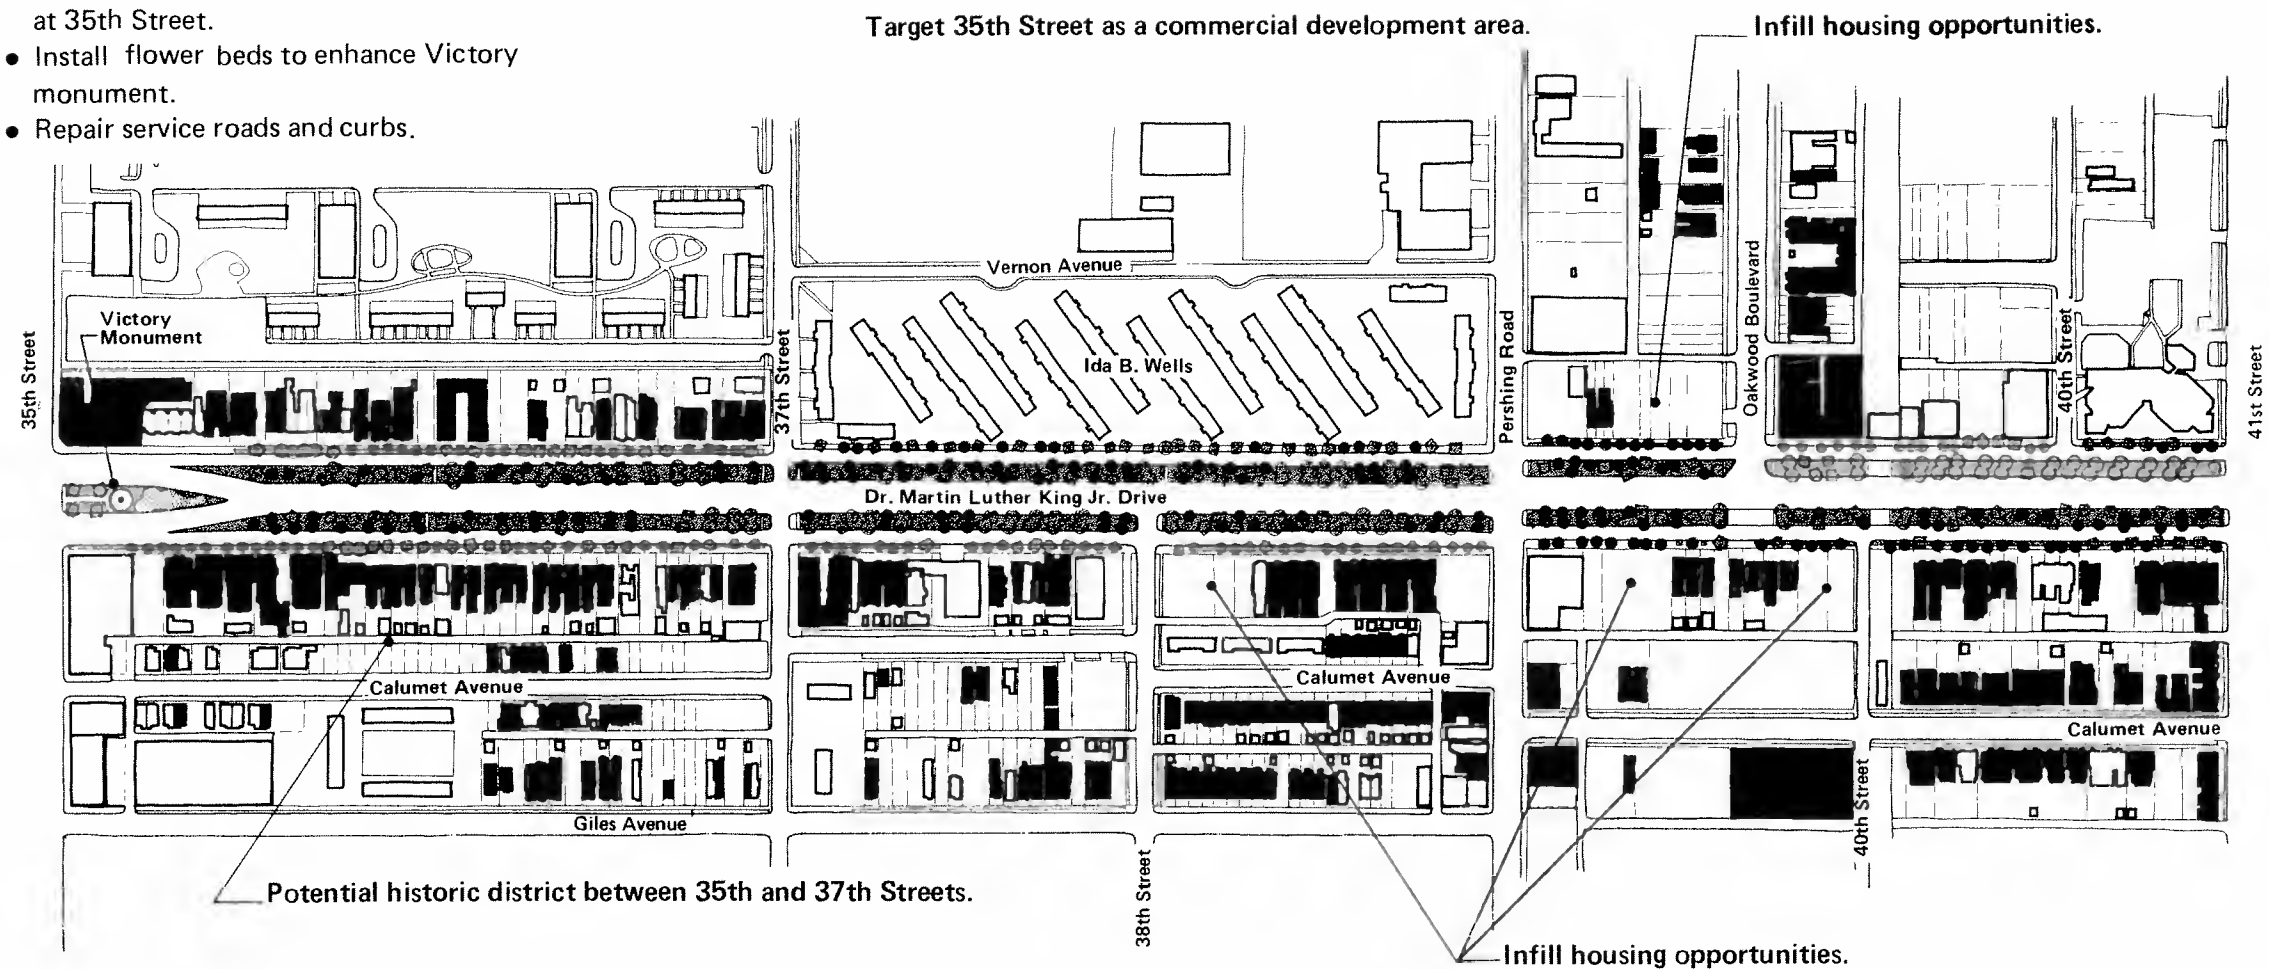 at 35th Street.
● Install flower beds to enhance Victory
monument.
● Repair service roads and curbs.
Target 35th Street as a commercial development area.
Infill housing opportunities.
Vernon Avenue
Victory
Monument
35th Street
37th Street
Ida B. Wells
Pershing Road
Oakwood Boulevard
40th Street
41st Street
Dr. Martin Luther King Jr. Drive
Calumet Avenue
Calumet Avenue
Calumet Avenue
Giles Avenue
40th Street
38th Street
Potential historic district between 35th and 37th Streets.
Infill housing opportunities.